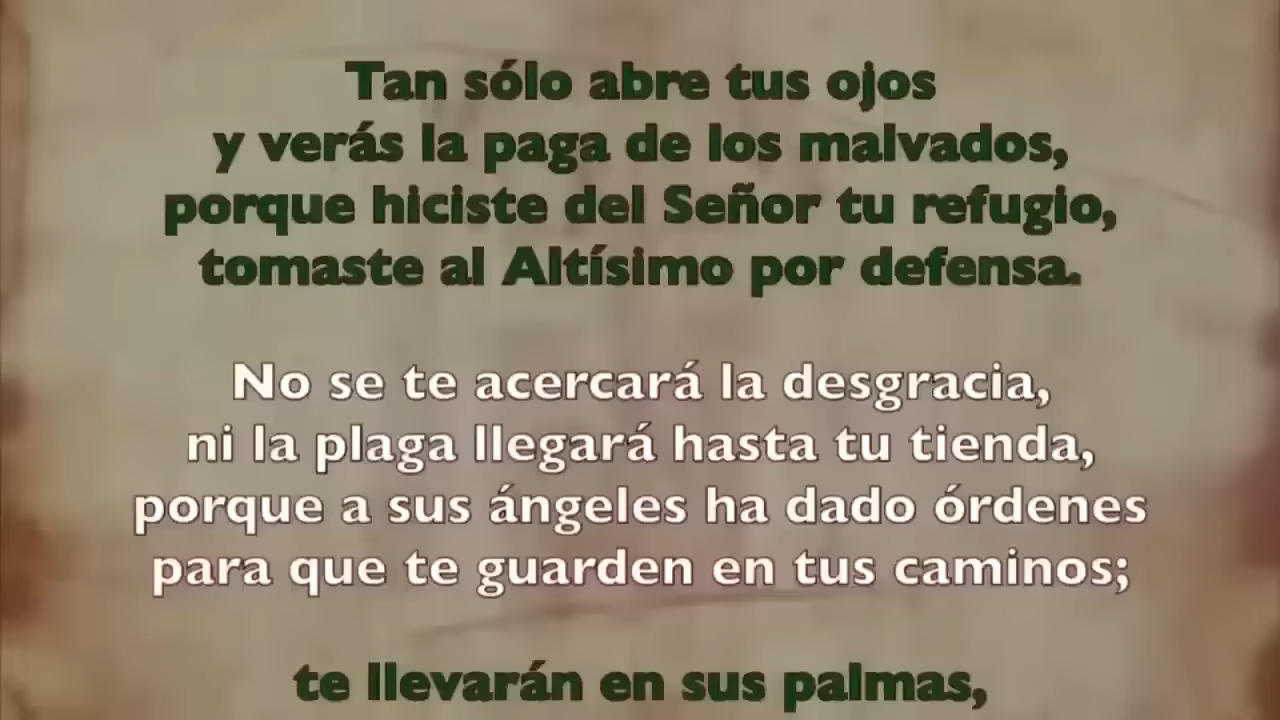 Tan sólo abre tus ojos
y verás la paga de los malvados,
porque hiciste del Señor tu refugio,
tomaste al Altísimo por defensa.
No se te acercará la desgracia,
ni la plaga llegará hasta tu tienda,
porque a sus ángeles ha dado órdenes
para que te guarden en tus caminos;
te llevarán en sus palmas,